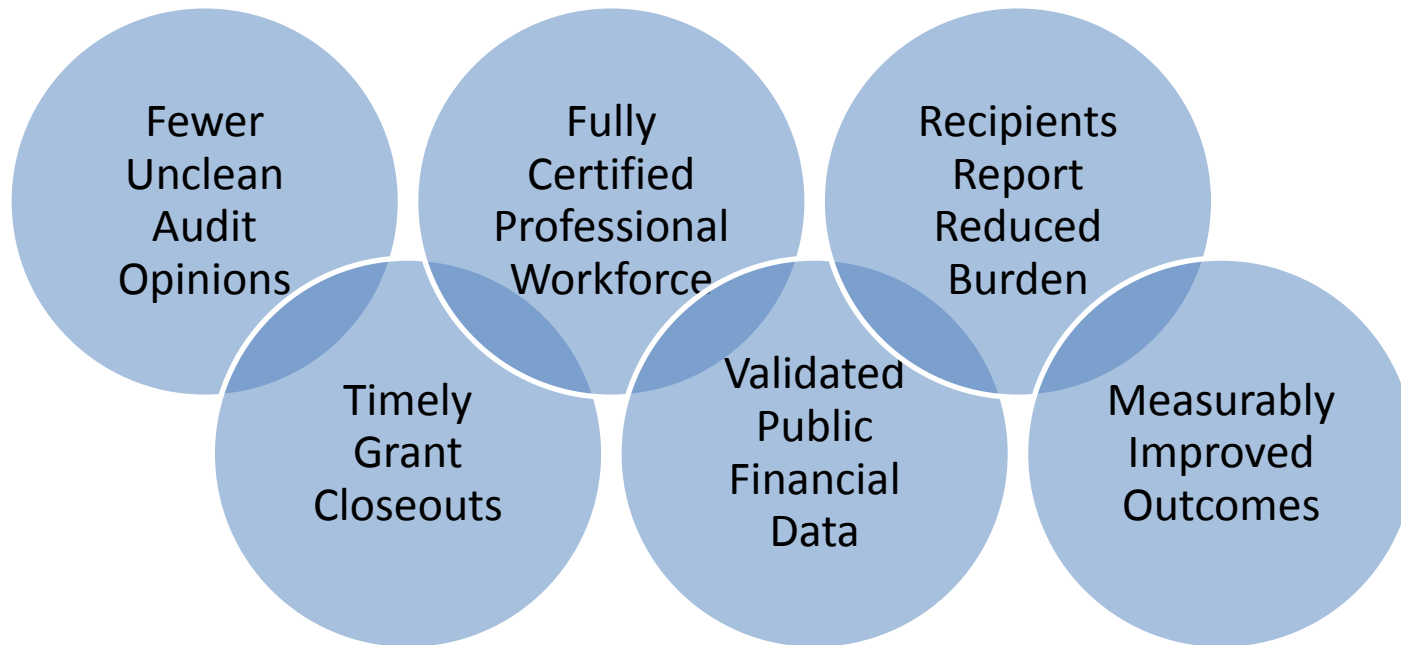 Fewer
Unclean
Audit
Opinions
Timely
Grant
Closeouts
Fully
Certified
Professional
Workforce
Validated
Public
Financial
Data
Recipients
Report
Reduced
Burden
Measurably
Improved
Outcomes